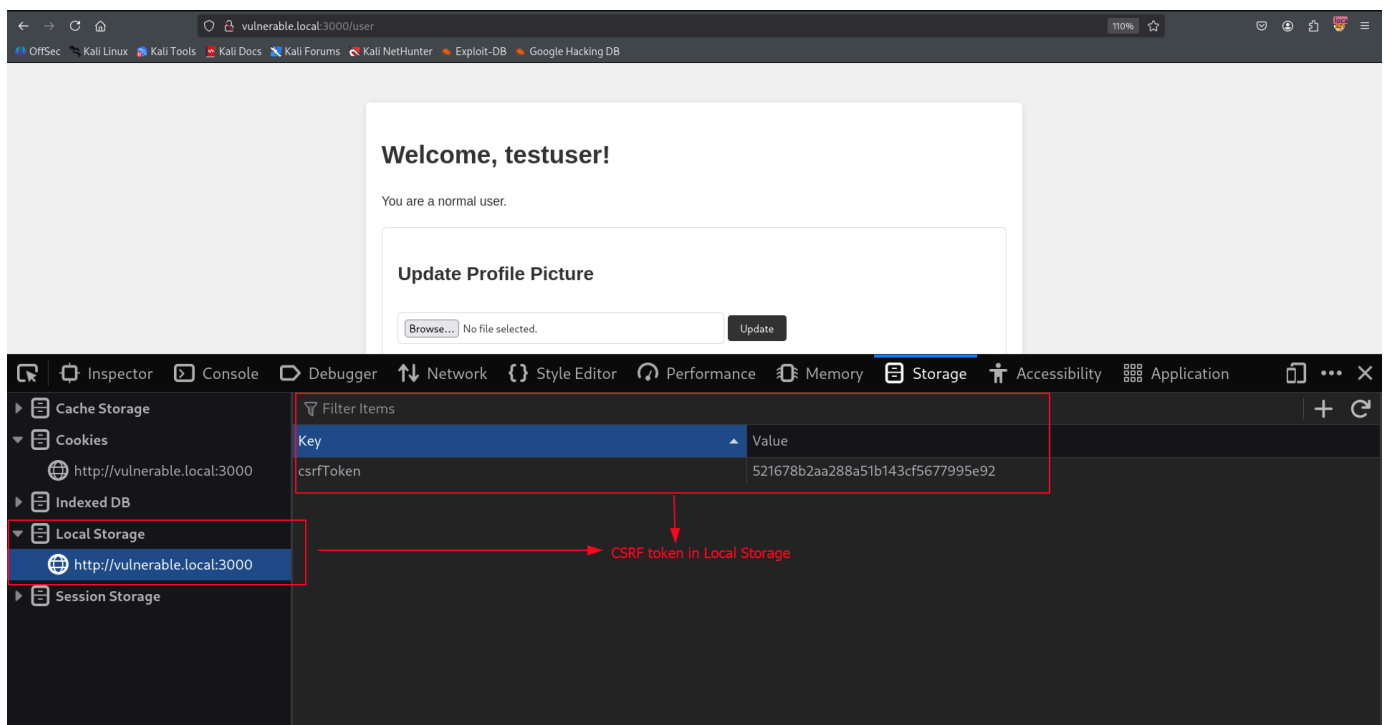 vulnerable.local:3000/user
110%
OffSec Kali Linux Kali Tools Kali Docs Kali Forums Kali NetHunter Exploit-DB Google Hacking DB
Welcome, testuser!
You are a normal user.
Update Profile Picture
Browse... No file selected. Update
Inspector Console Debugger Network {} Style Editor Performance Memory Storage Accessibility Application
Cache Storage Filter Items
Cookies Key Value
http://vulnerable.local:3000 csrfToken 521678b2aa288a51b143cf5677995e92
Indexed DB
Local Storage
CSRF token in Local Storage
http://vulnerable.local:3000
Session Storage